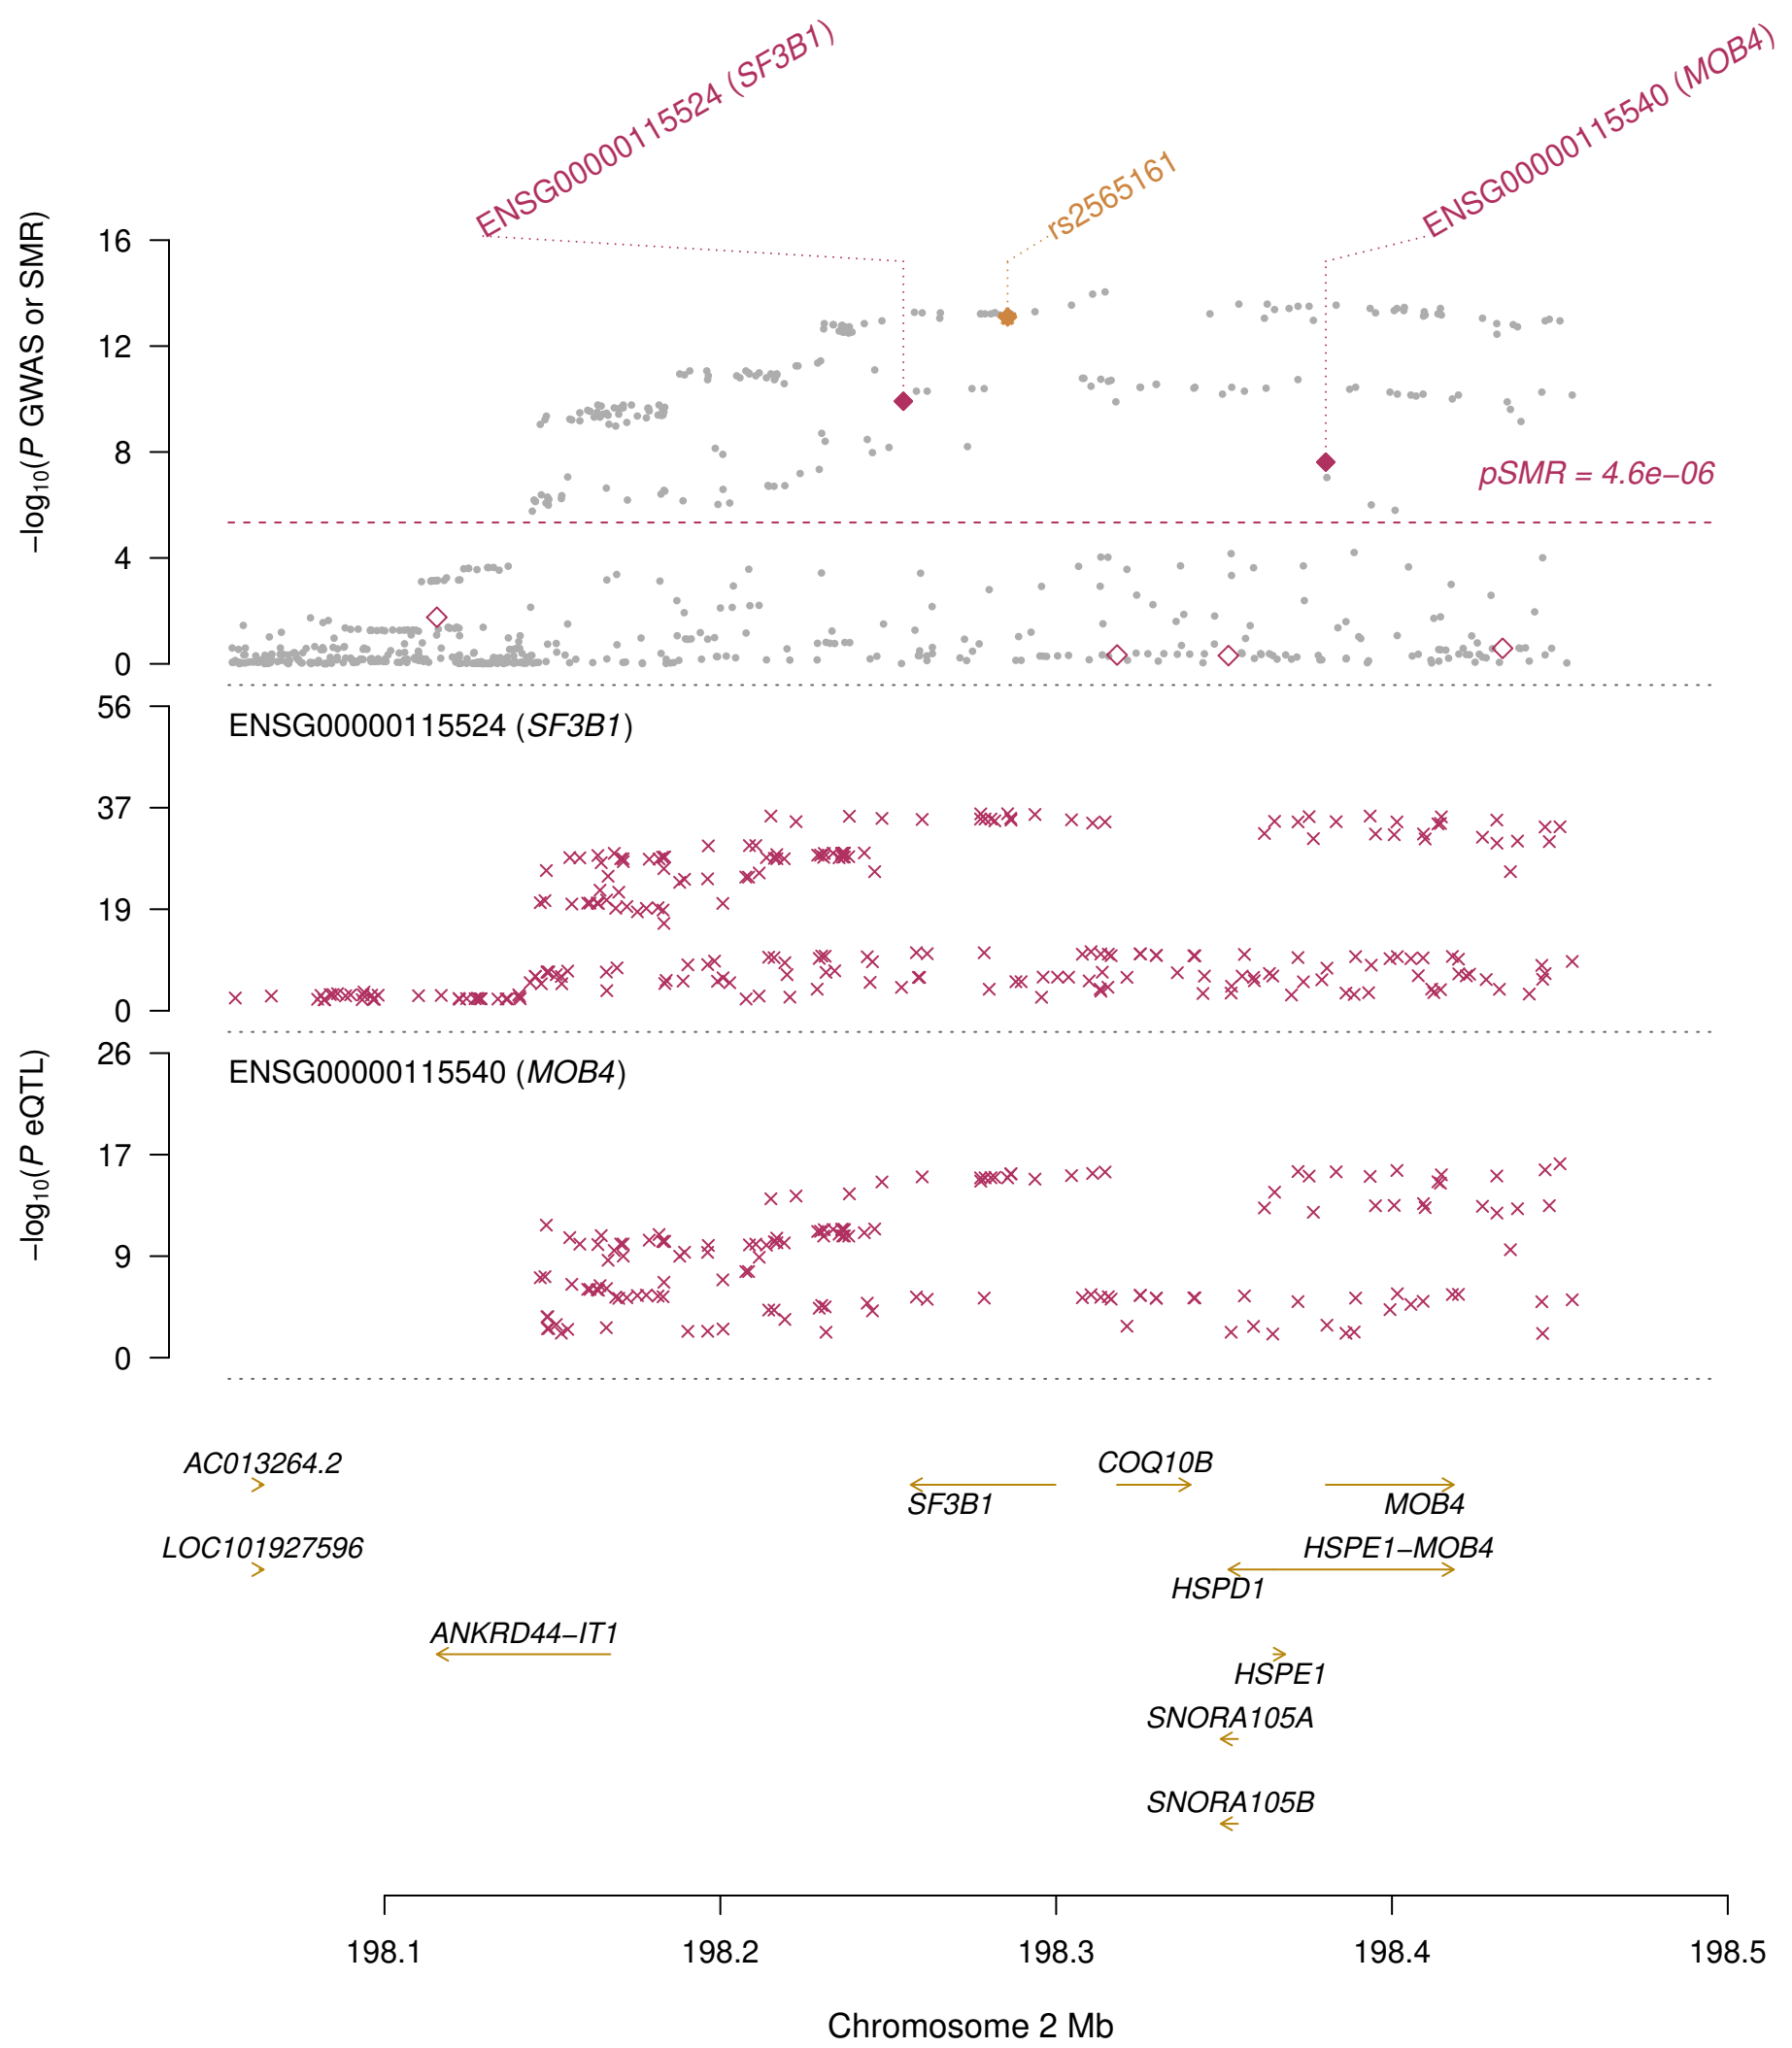 ENSG00000115524 (SF3B1)
rs2565161
ENSG00000115540 (MOB4)
−log10(P GWAS or SMR)
16
12
8
4
0
pSMR = 4.6e−06
56
37
19
0
ENSG00000115524 (SF3B1)
−log10(P eQTL)
26
17
9
0
ENSG00000115540 (MOB4)
AC013264.2
COQ10B
SF3B1
MOB4
LOC101927596
HSPE1−MOB4
HSPD1
ANKRD44−IT1
HSPE1
SNORA105A
SNORA105B
198.1 198.2 198.3 198.4 198.5
Chromosome 2 Mb